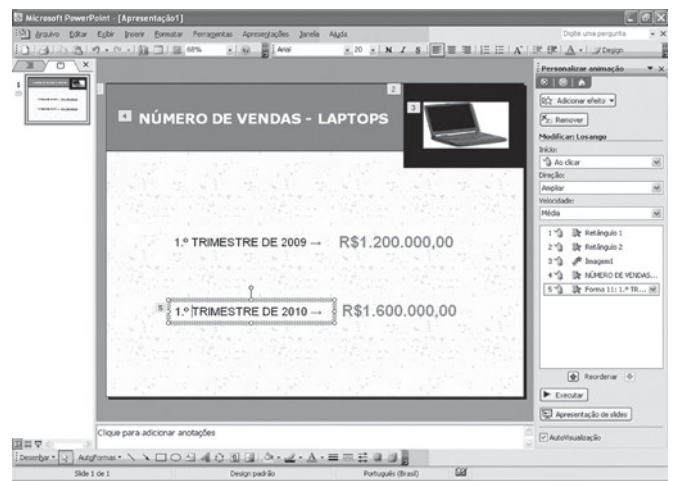 Microsoft PowerPoint - [Apresentação1]
Arquivo Editar Exibir Inserir Formatar Ferramentas Apresentações Janela Ajuda Digite uma pergunta
68% Arial 20 N I S Design
Personalizar animação
Adicionar efeito
Remover
Modificar: Losango
Início:
Ao clicar
Direção:
Ampliar
Velocidade:
Média
1 Retângulo 1
2 Retângulo 2
3 Imagem1
4 NÚMERO DE VENDAS...
5 Forma 11: 1.º TR...
Reordenar
Executar
Apresentação de slides
AutoVisualização
1
2
3
4 NÚMERO DE VENDAS - LAPTOPS
1.º TRIMESTRE DE 2009 → R$1.200.000,00
5 1.º TRIMESTRE DE 2010 → R$1.600.000,00
Clique para adicionar anotações
Desenhar AutoFormas
Slide 1 de 1 Design padrão Português (Brasil)